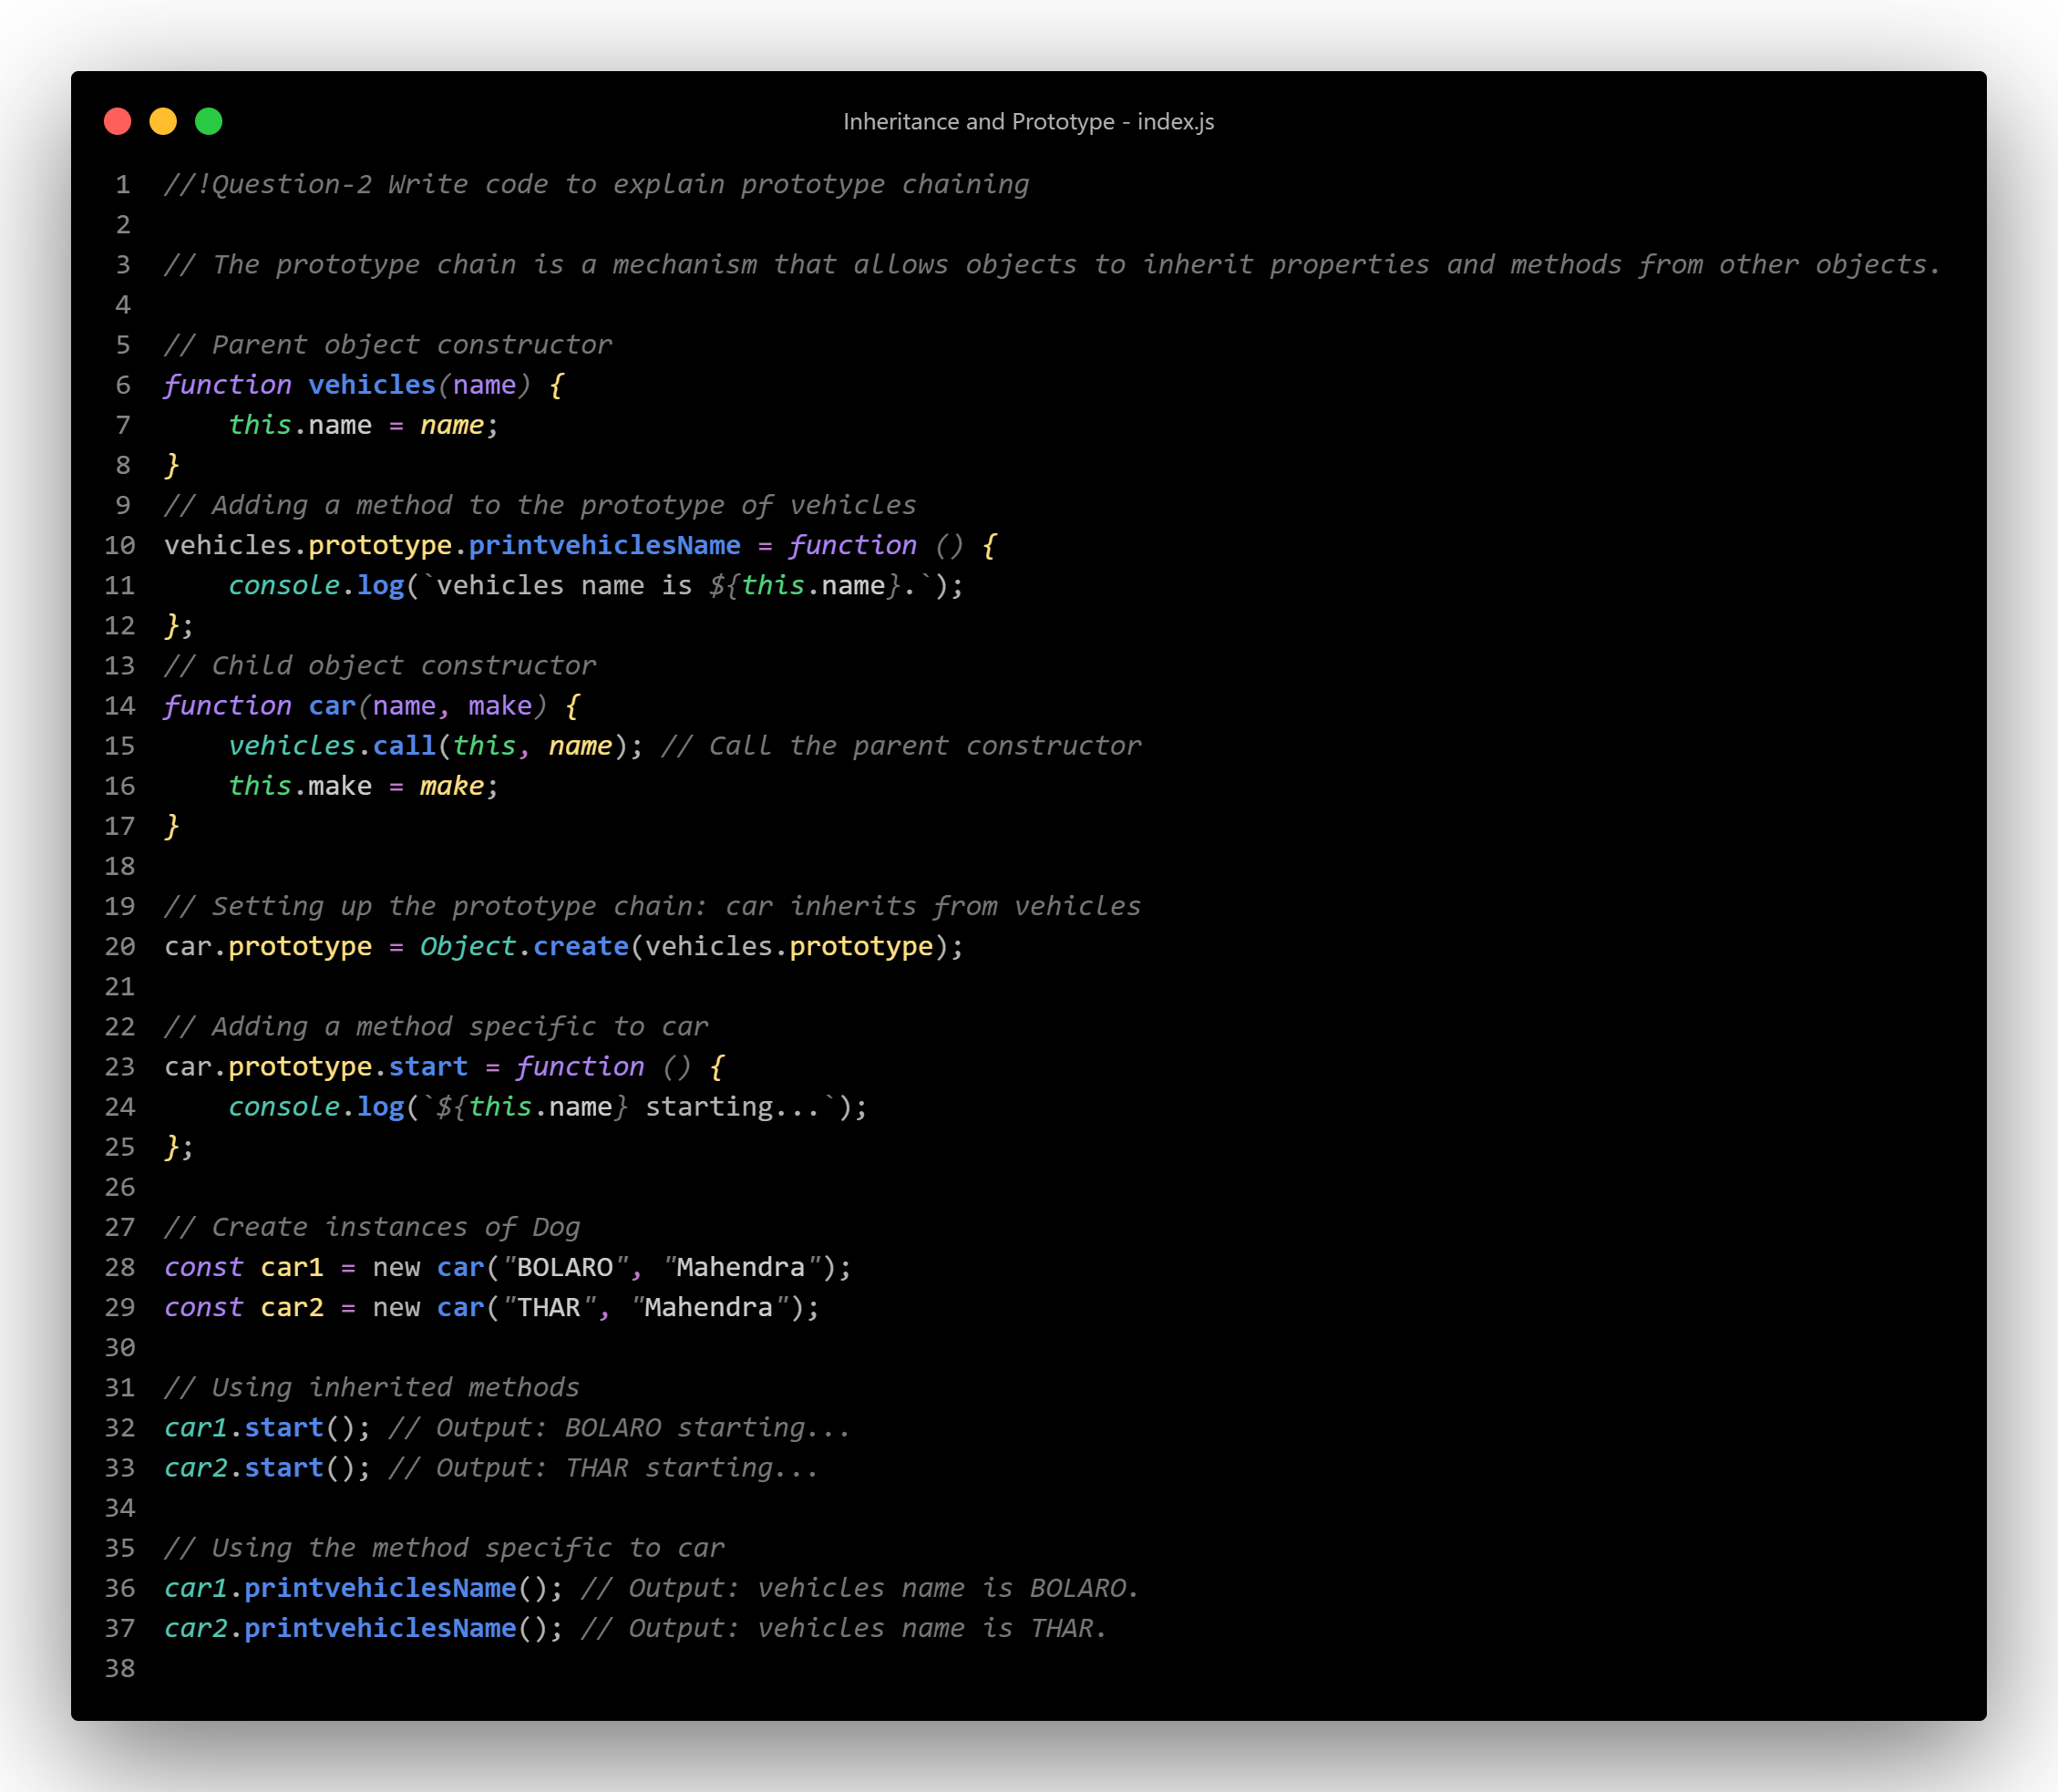 Inheritance and Prototype - index.js
1 //!Question-2 Write code to explain prototype chaining
2
3 // The prototype chain is a mechanism that allows objects to inherit properties and methods from other objects.
4
5 // Parent object constructor
6 function vehicles(name) {
7     this.name = name;
8 }
9 // Adding a method to the prototype of vehicles
10 vehicles.prototype.printvehiclesName = function () {
11     console.log(`vehicles name is ${this.name}.`);
12 };
13 // Child object constructor
14 function car(name, make) {
15     vehicles.call(this, name); // Call the parent constructor
16     this.make = make;
17 }
18
19 // Setting up the prototype chain: car inherits from vehicles
20 car.prototype = Object.create(vehicles.prototype);
21
22 // Adding a method specific to car
23 car.prototype.start = function () {
24     console.log(`${this.name} starting...`);
25 };
26
27 // Create instances of Dog
28 const car1 = new car("BOLARO", "Mahendra");
29 const car2 = new car("THAR", "Mahendra");
30
31 // Using inherited methods
32 car1.start(); // Output: BOLARO starting...
33 car2.start(); // Output: THAR starting...
34
35 // Using the method specific to car
36 car1.printvehiclesName(); // Output: vehicles name is BOLARO.
37 car2.printvehiclesName(); // Output: vehicles name is THAR.
38